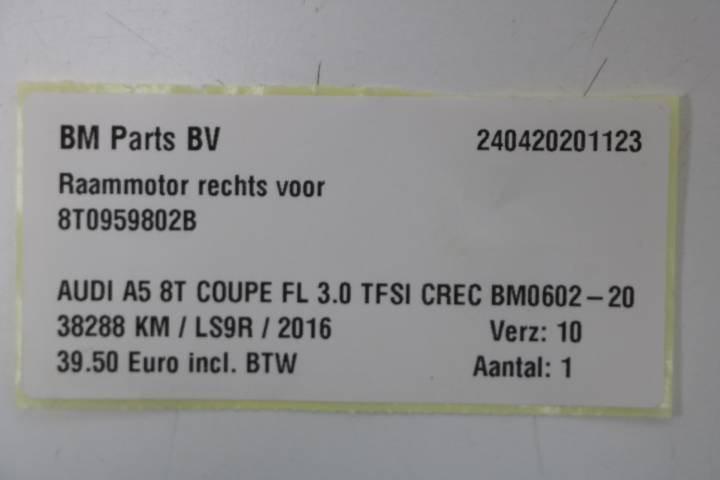 BM Parts BV 240420201123
Raammotor rechts voor
8T0959802B
AUDI A5 8T COUPE FL 3.0 TFSI CREC BM0602-20
38288 KM / LS9R / 2016 Verz: 10
39.50 Euro incl. BTW Aantal: 1